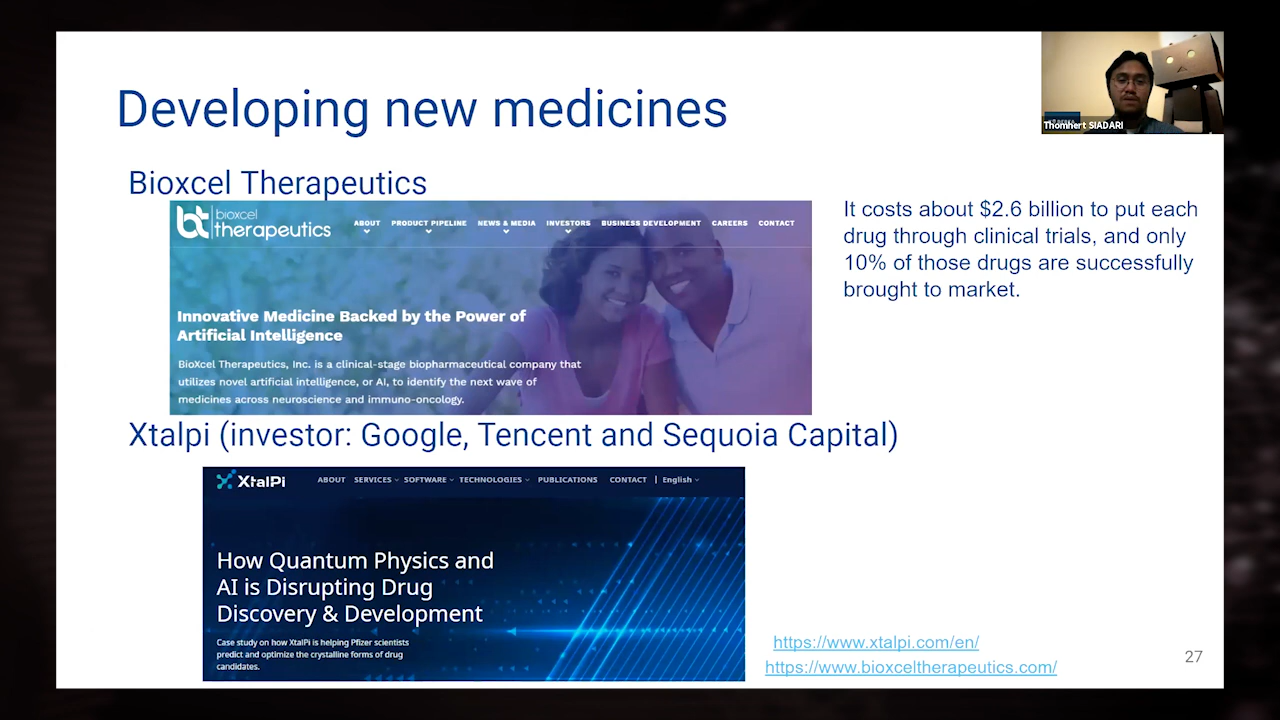 Developing new medicines
Thomhert SIADARI
Bioxcel Therapeutics
bt bioxcel therapeutics
ABOUT PRODUCT PIPELINE NEWS & MEDIA INVESTORS BUSINESS DEVELOPMENT CAREERS CONTACT
Innovative Medicine Backed by the Power of
Artificial Intelligence
BioXcel Therapeutics, Inc. is a clinical-stage biopharmaceutical company that
utilizes novel artificial intelligence, or AI, to identify the next wave of
medicines across neuroscience and immuno-oncology.
It costs about $2.6 billion to put each
drug through clinical trials, and only
10% of those drugs are successfully
brought to market.
Xtalpi (investor: Google, Tencent and Sequoia Capital)
XtalPi ABOUT SERVICES SOFTWARE TECHNOLOGIES PUBLICATIONS CONTACT | English
How Quantum Physics and
AI is Disrupting Drug
Discovery & Development
Case study on how XtalPi is helping Pfizer scientists
predict and optimize the crystalline forms of drug
candidates.
https://www.xtalpi.com/en/
https://www.bioxceltherapeutics.com/
27